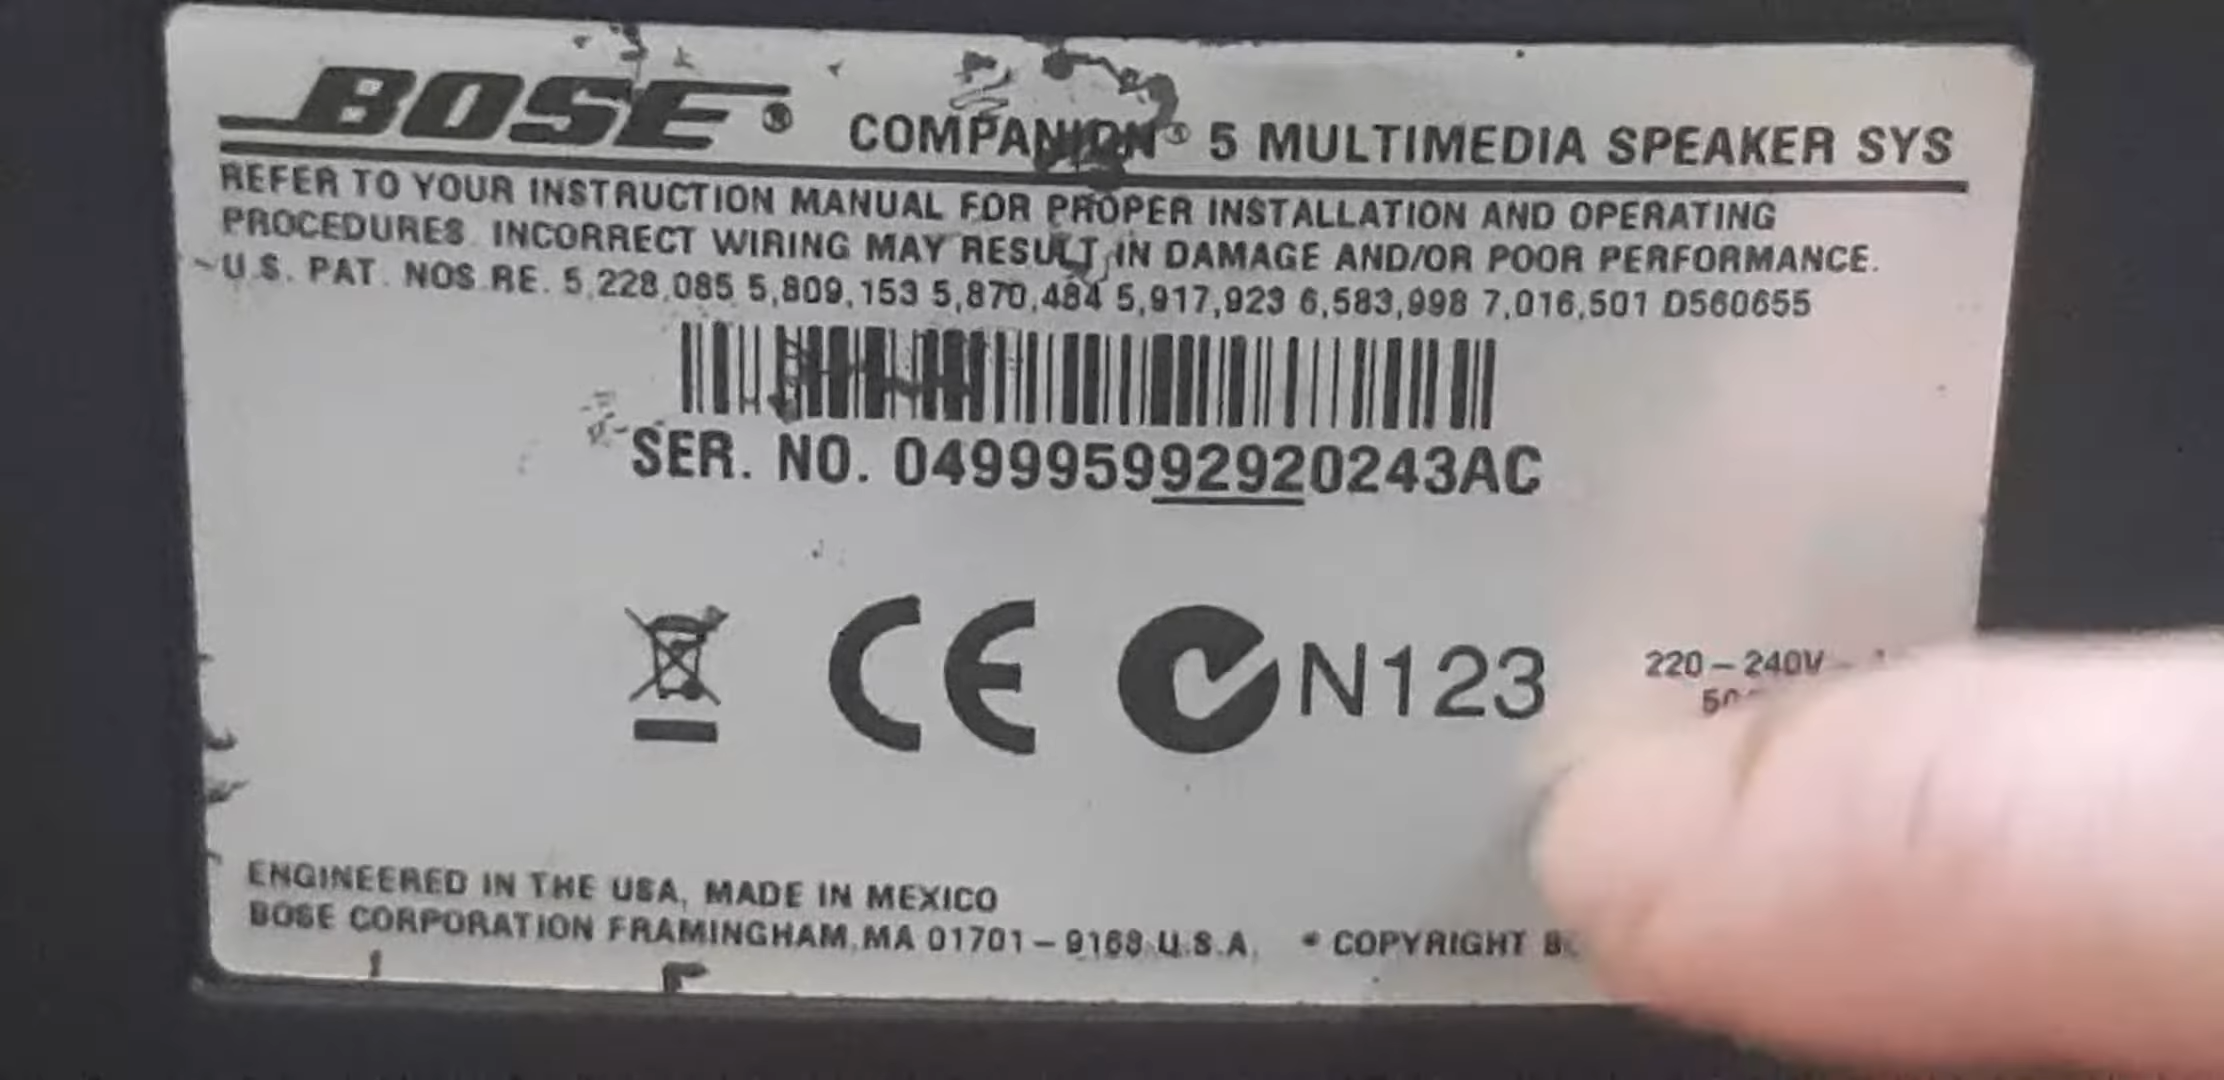 BOSE® COMPANION® 5 MULTIMEDIA SPEAKER SYS
REFER TO YOUR INSTRUCTION MANUAL FOR PROPER INSTALLATION AND OPERATING
PROCEDURES. INCORRECT WIRING MAY RESULT IN DAMAGE AND/OR POOR PERFORMANCE.
U.S. PAT. NOS RE. 5,228,085 5,809,153 5,870,484 5,917,923 6,583,998 7,016,501 D560655
SER. NO. 049995992920243AC
CE N123
220-240V
ENGINEERED IN THE USA, MADE IN MEXICO
BOSE CORPORATION FRAMINGHAM, MA 01701-9168 U.S.A. • COPYRIGHT